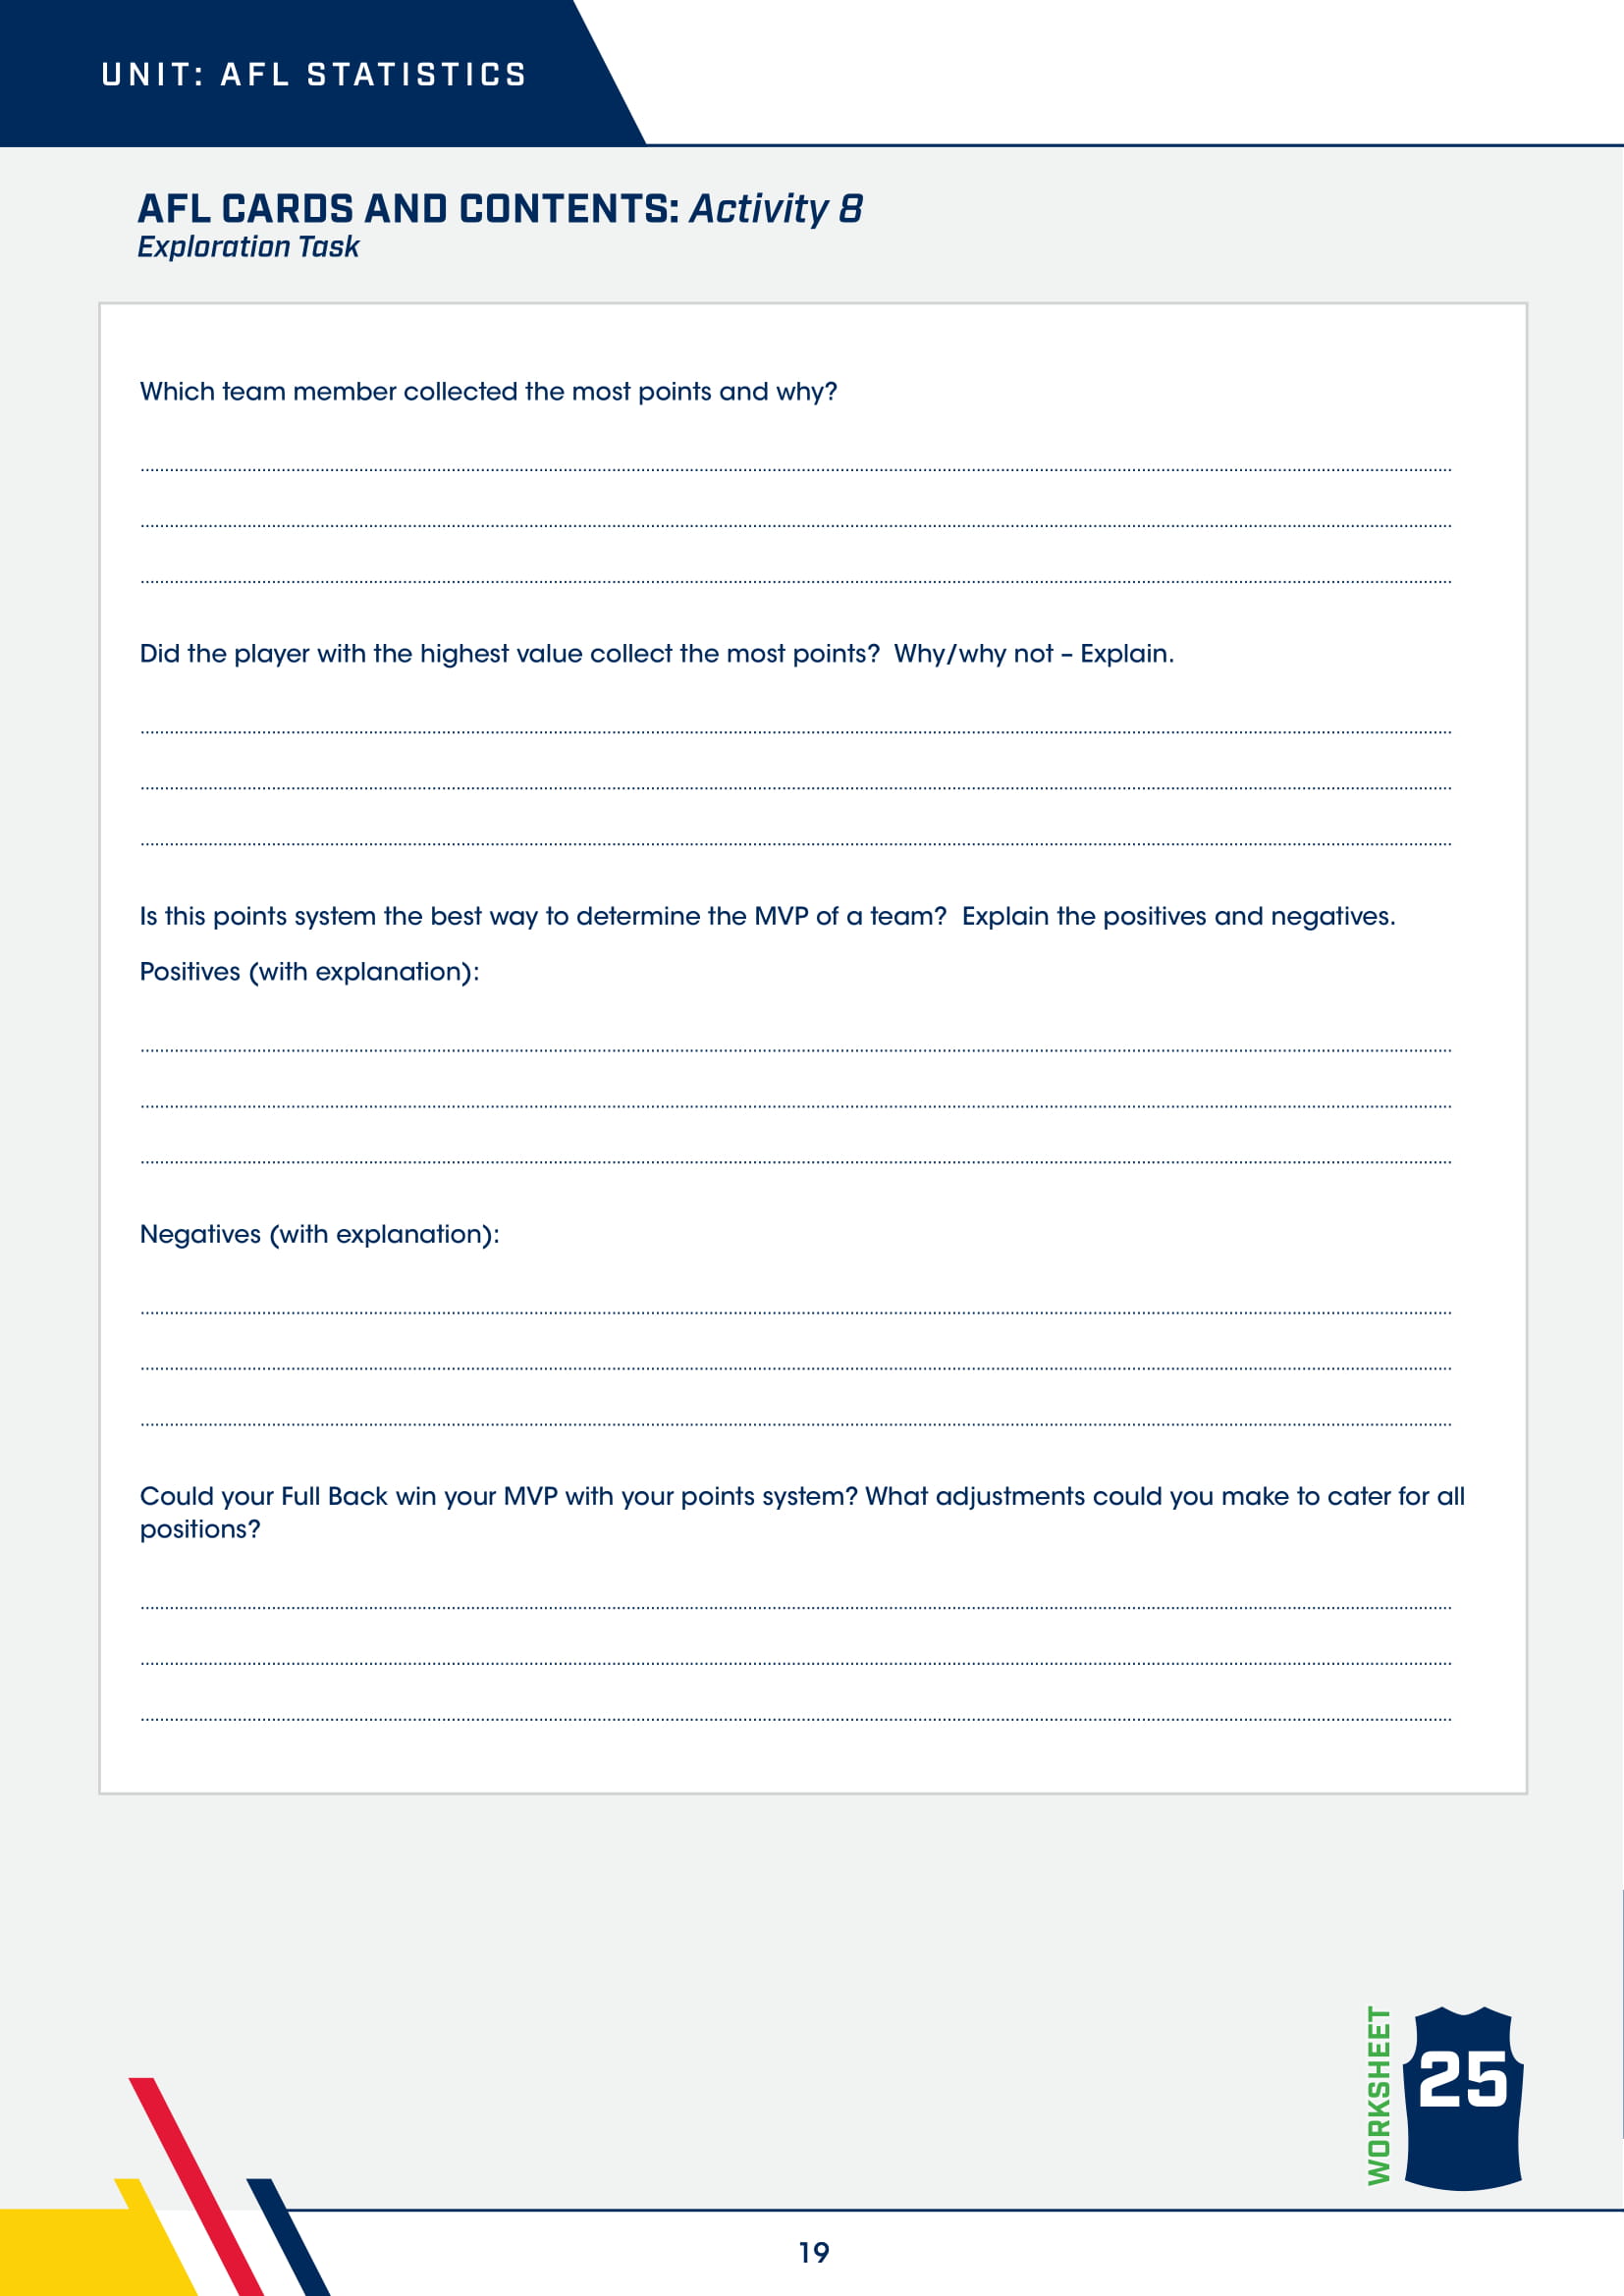 UNIT: AFL STATISTICS
AFL CARDS AND CONTENTS: Activity 8
Exploration Task
Which team member collected the most points and why?
Did the player with the highest value collect the most points?  Why/why not – Explain.
Is this points system the best way to determine the MVP of a team?  Explain the positives and negatives.
Positives (with explanation):
Negatives (with explanation):
Could your Full Back win your MVP with your points system? What adjustments could you make to cater for all
positions?
WORKSHEET
25
19